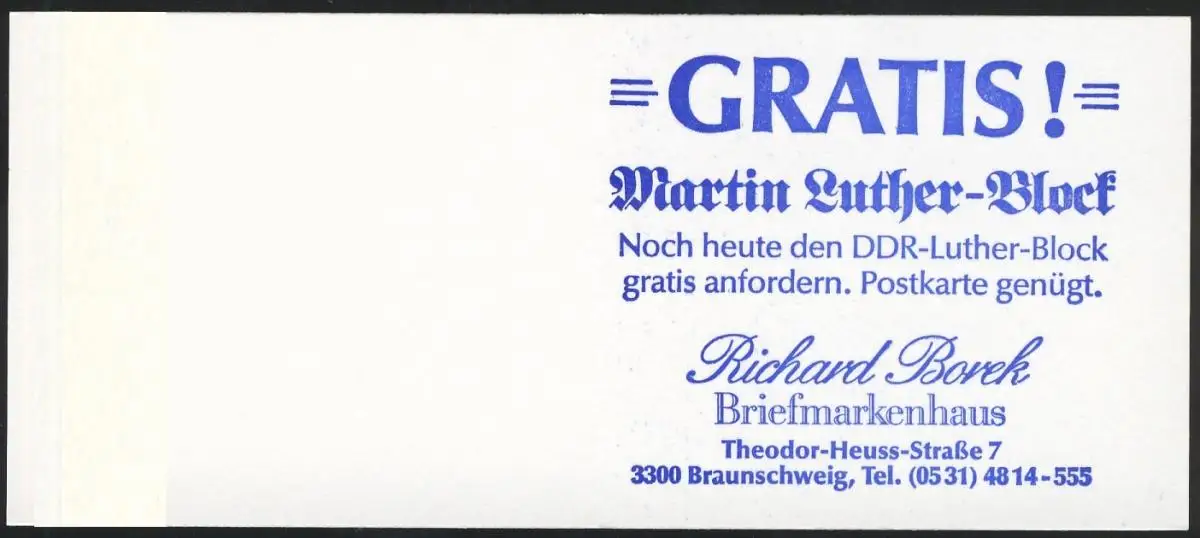 GRATIS!
Martin Luther-Block
Noch heute den DDR-Luther-Block
gratis anfordern. Postkarte genügt.
Richard Borek
Briefmarkenhaus
Theodor-Heuss-Straße 7
3300 Braunschweig, Tel. (0531) 4814-555